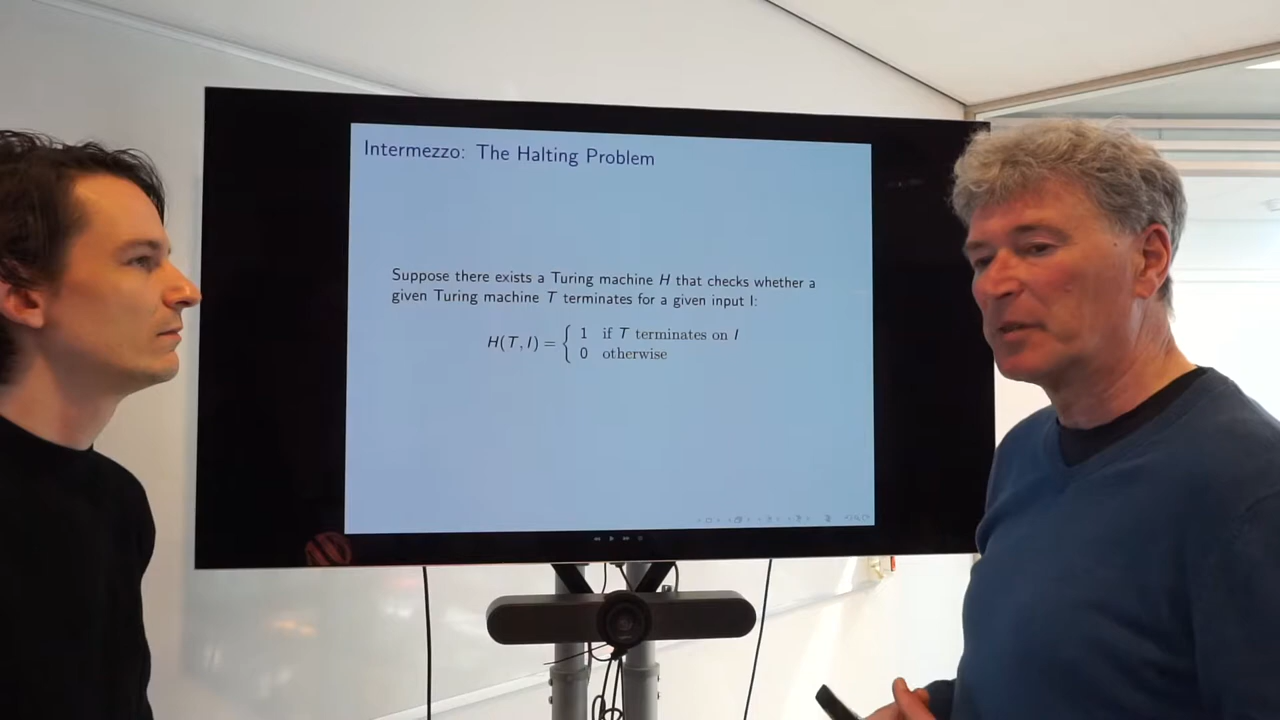 Intermezzo: The Halting Problem
Suppose there exists a Turing machine H that checks whether a
given Turing machine T terminates for a given input I:
H(T, I) = { 1 if T terminates on I
0 otherwise